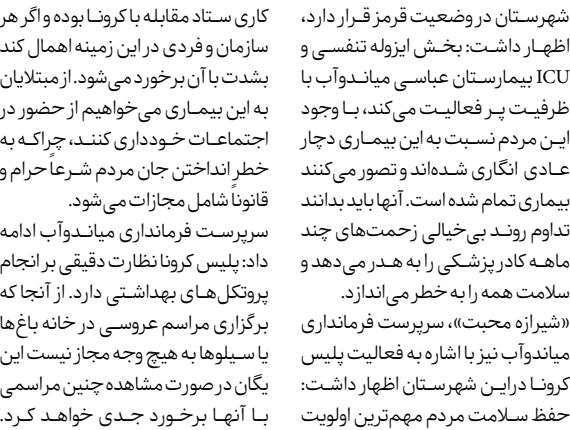 شهرستان در وضعیت قرمز قرار دارد،
اظهار داشت: بخش ایزوله تنفسی و
ICU بیمارستان عباسی میاندوآب با
ظرفیت پر فعالیت می‌کند، با وجود
این مردم نسبت به این بیماری دچار
عادی انگاری شده‌اند و تصور می‌کنند
بیماری تمام شده است. آنها باید بدانند
تداوم روند بی‌خیالی زحمت‌های چند
ماهه کادر پزشکی را به هدر می‌دهد و
سلامت همه را به خطر می‌اندازد.
«شیرازه محبت»، سرپرست فرمانداری
میاندوآب نیز با اشاره به فعالیت پلیس
کرونا دراین شهرستان اظهار داشت:
حفظ سلامت مردم مهم‌ترین اولویت
کاری ستاد مقابله با کرونا بوده و اگر هر
سازمان و فردی در این زمینه اهمال کند
بشدت با آن برخورد می‌شود. از مبتلایان
به این بیماری می‌خواهیم از حضور در
اجتماعات خودداری کنند، چراکه به
خطر انداختن جان مردم شرعاً حرام و
قانوناً شامل مجازات می‌شود.
سرپرست فرمانداری میاندوآب ادامه
داد: پلیس کرونا نظارت دقیقی بر انجام
پروتکل‌های بهداشتی دارد. از آنجا که
برگزاری مراسم عروسی در خانه باغ‌ها
یا سیلوها به هیچ وجه مجاز نیست این
یگان در صورت مشاهده چنین مراسمی
با آنها برخورد جدی خواهد کرد.